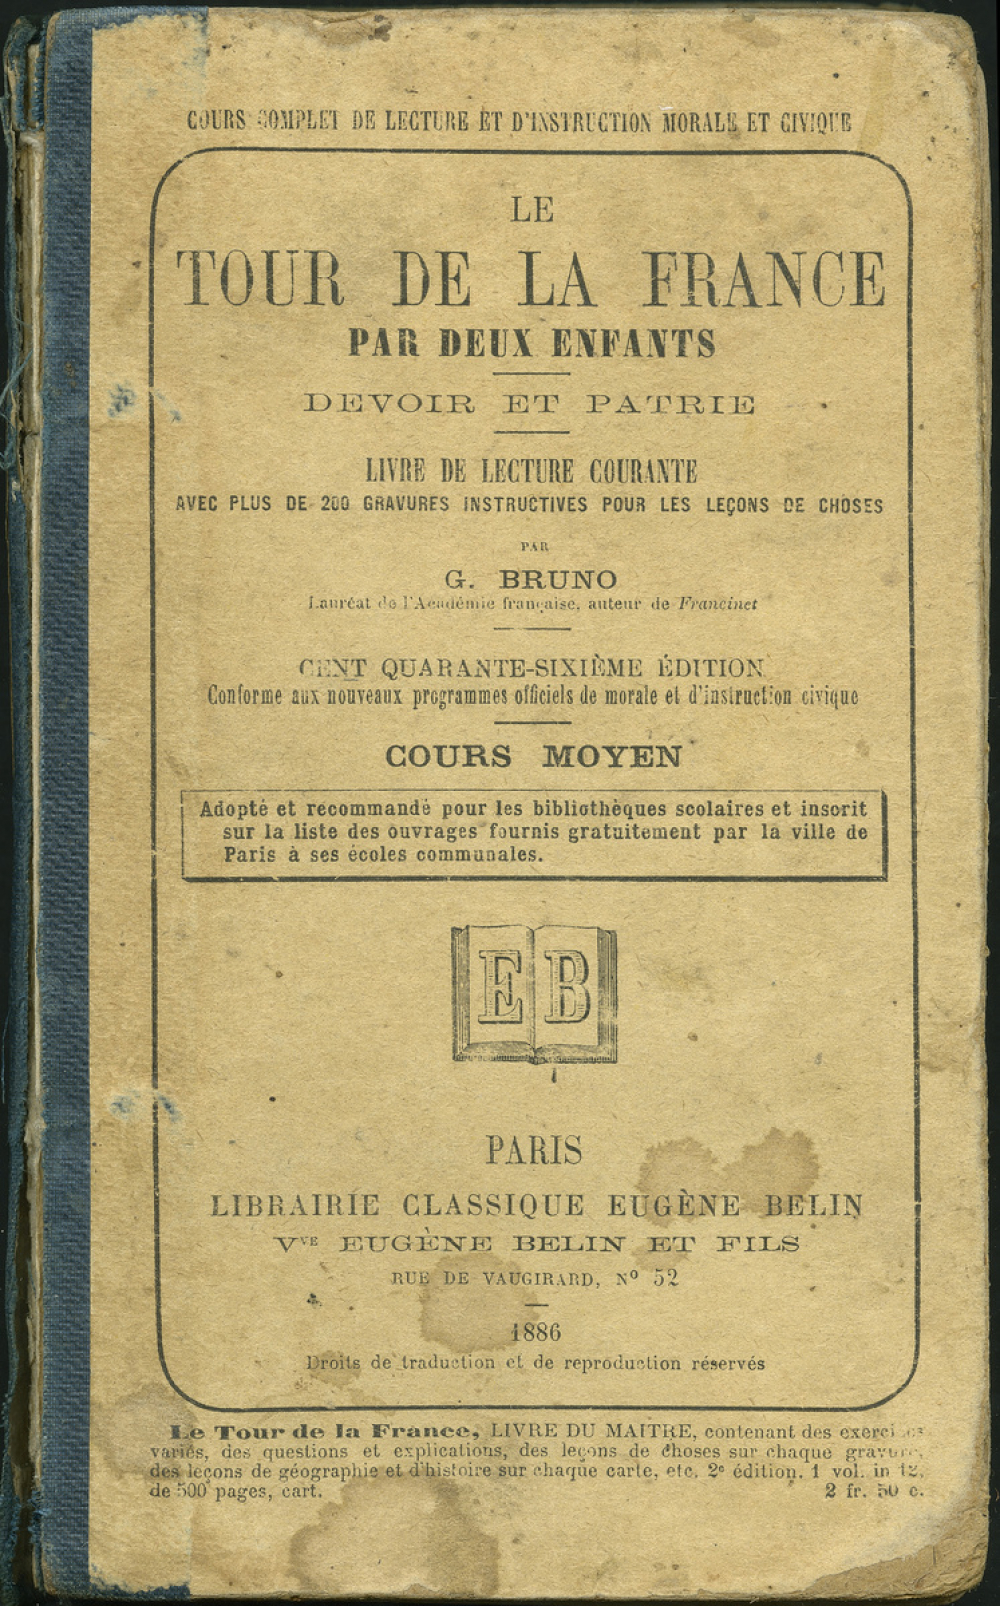 COURS COMPLET DE LECTURE ET D'INSTRUCTION MORALE ET CIVIQUE
LE
TOUR DE LA FRANCE
PAR DEUX ENFANTS
DEVOIR ET PATRIE
LIVRE DE LECTURE COURANTE
AVEC PLUS DE 200 GRAVURES INSTRUCTIVES POUR LES LEÇONS DE CHOSES
PAR
G. BRUNO
Lauréat de l'Académie française, auteur de Francinet
CENT QUARANTE-SIXIÈME ÉDITION
Conforme aux nouveaux programmes officiels de morale et d'instruction civique
COURS MOYEN
Adopté et recommandé pour les bibliothèques scolaires et inscrit
sur la liste des ouvrages fournis gratuitement par la ville de
Paris à ses écoles communales.
EB
PARIS
LIBRAIRIE CLASSIQUE EUGÈNE BELIN
Vve EUGÈNE BELIN ET FILS
RUE DE VAUGIRARD, No 52
1886
Droits de traduction et de reproduction réservés
Le Tour de la France, LIVRE DU MAITRE, contenant des exercices
variés, des questions et explications, des leçons de choses sur chaque gravure,
des leçons de géographie et d'histoire sur chaque carte, etc. 2e édition. 1 vol. in 12,
de 500 pages, cart. 2 fr. 50 c.